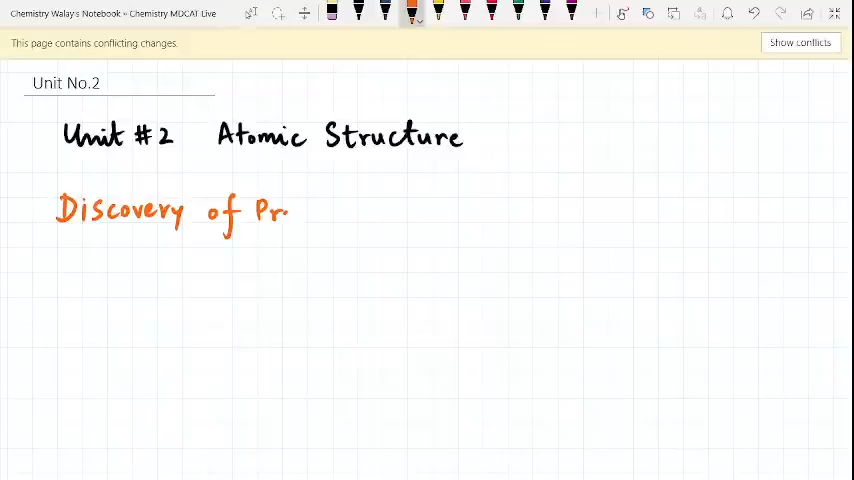 Chemistry Walay's Notebook » Chemistry MDCAT Live
This page contains conflicting changes.
Show conflicts
Unit No.2
Unit #2 Atomic Structure
Discovery of Pr